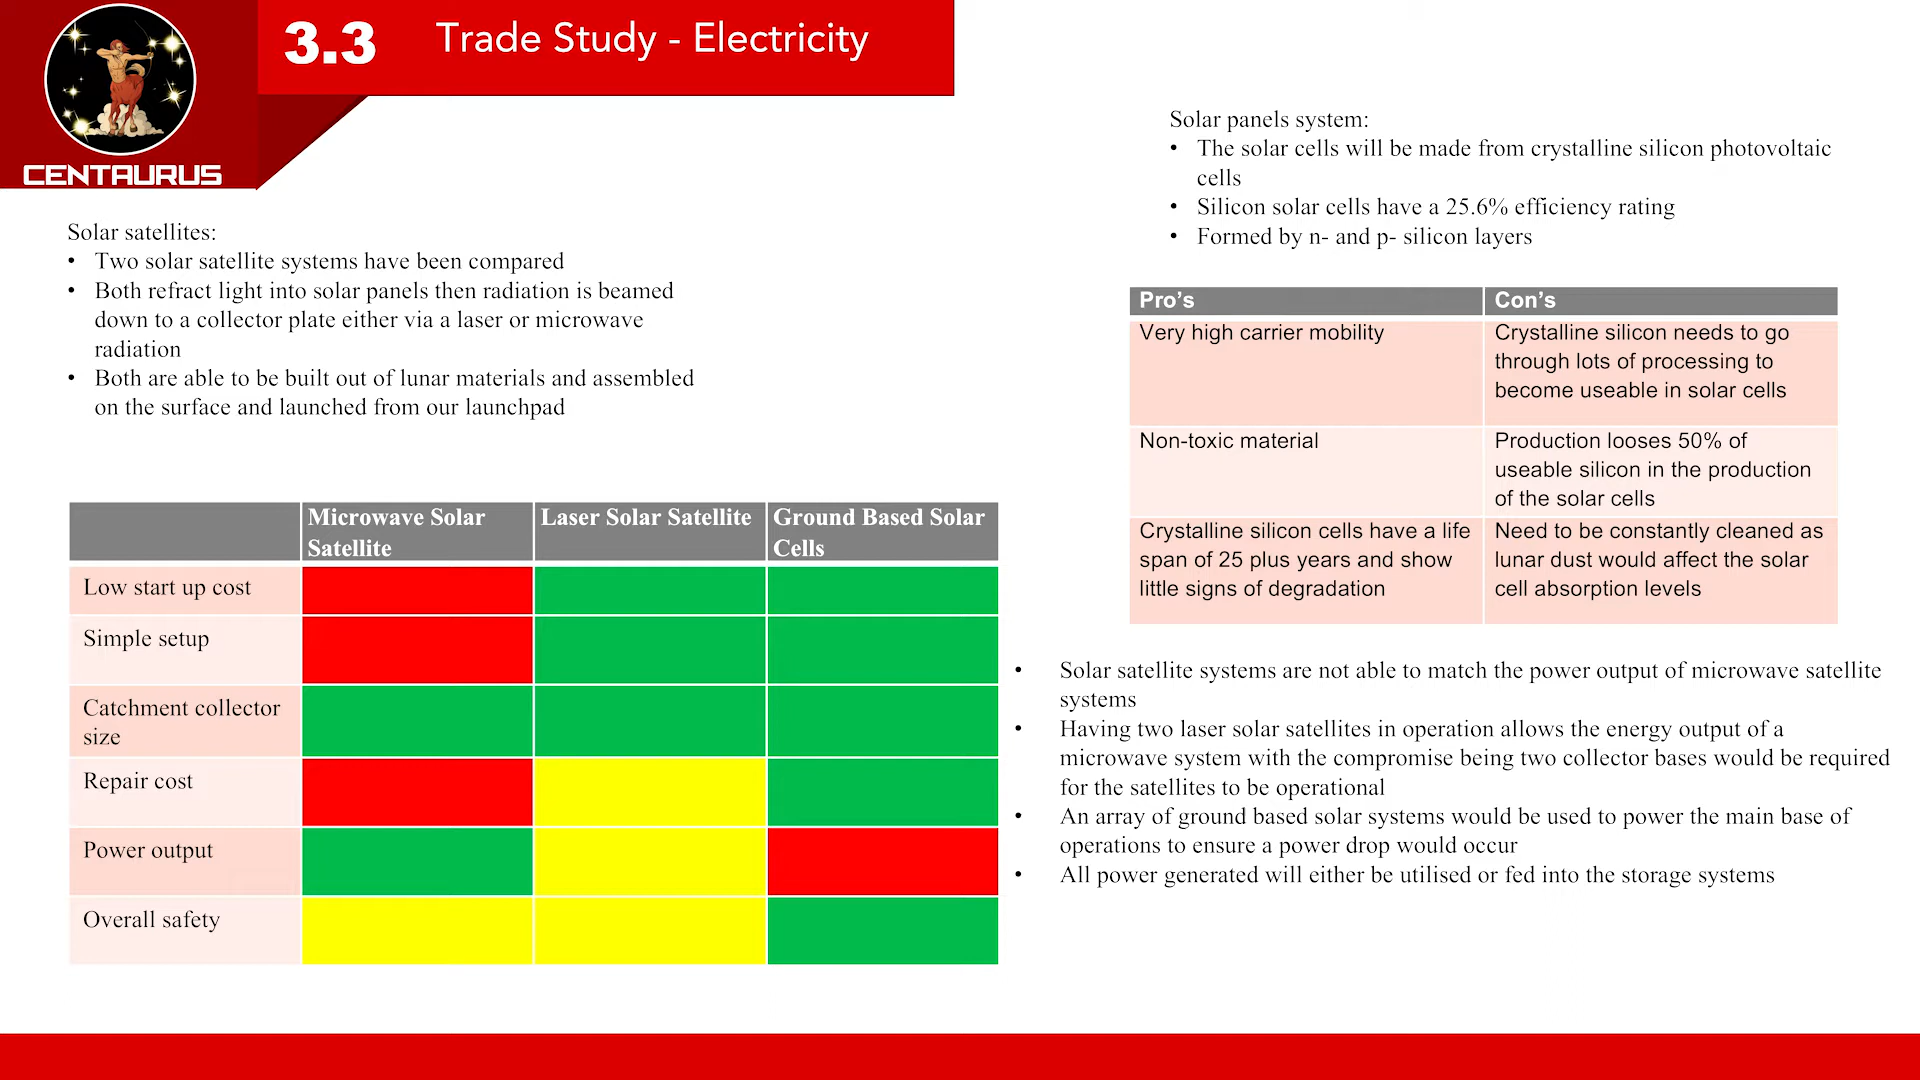 3.3 Trade Study - Electricity
CENTAURUS
Solar satellites:
• Two solar satellite systems have been compared
• Both refract light into solar panels then radiation is beamed
down to a collector plate either via a laser or microwave
radiation
• Both are able to be built out of lunar materials and assembled
on the surface and launched from our launchpad
Microwave Solar
Satellite
Laser Solar Satellite
Ground Based Solar
Cells
Low start up cost
Simple setup
Catchment collector
size
Repair cost
Power output
Overall safety
Solar panels system:
• The solar cells will be made from crystalline silicon photovoltaic
cells
• Silicon solar cells have a 25.6% efficiency rating
• Formed by n- and p- silicon layers
Pro’s
Con’s
Very high carrier mobility
Crystalline silicon needs to go
through lots of processing to
become useable in solar cells
Non-toxic material
Production looses 50% of
useable silicon in the production
of the solar cells
Crystalline silicon cells have a life
span of 25 plus years and show
little signs of degradation
Need to be constantly cleaned as
lunar dust would affect the solar
cell absorption levels
• Solar satellite systems are not able to match the power output of microwave satellite
systems
• Having two laser solar satellites in operation allows the energy output of a
microwave system with the compromise being two collector bases would be required
for the satellites to be operational
• An array of ground based solar systems would be used to power the main base of
operations to ensure a power drop would occur
• All power generated will either be utilised or fed into the storage systems